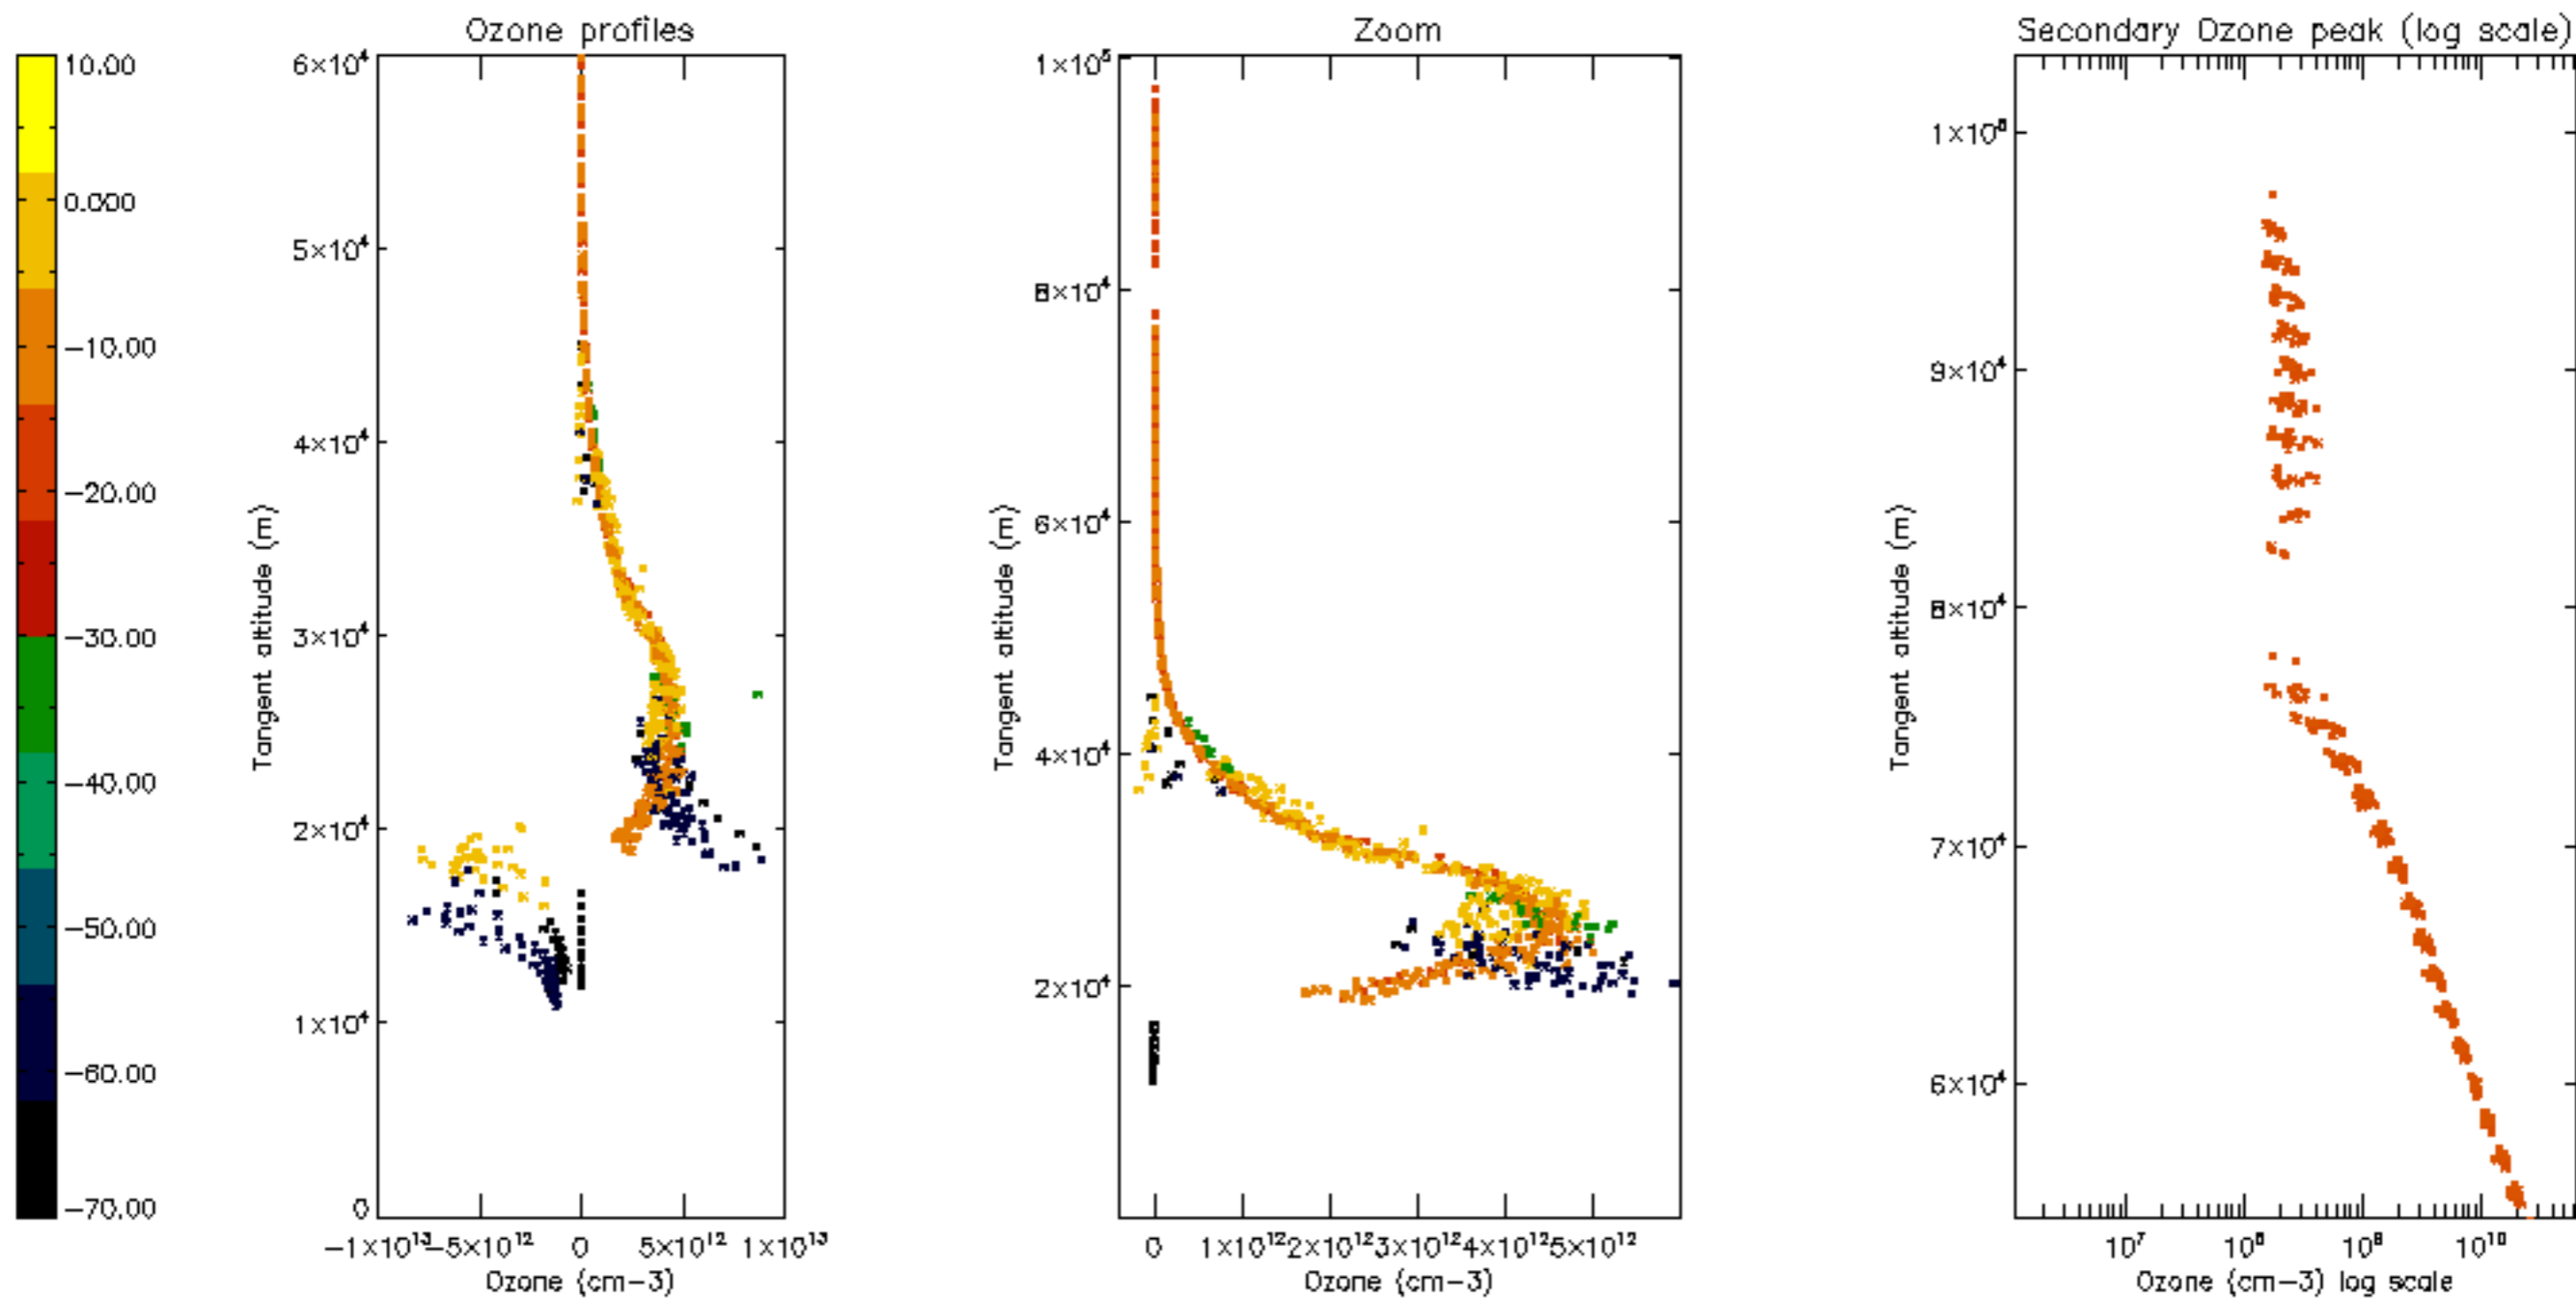 Ozone profiles
Zoom
Secondary Ozone peak (log scale)
10.00
0.000
-10.00
-20.00
-30.00
-40.00
-50.00
-60.00
-70.00
6×10⁴
5×10⁴
4×10⁴
3×10⁴
2×10⁴
1×10⁴
0
Tangent altitude (m)
-1×10¹³ -5×10¹² 0 5×10¹² 1×10¹³
Ozone (cm-3)
1×10⁵
8×10⁴
6×10⁴
4×10⁴
2×10⁴
Tangent altitude (m)
0 1×10¹² 2×10¹² 3×10¹² 4×10¹² 5×10¹²
Ozone (cm-3)
9×10⁴
8×10⁴
7×10⁴
6×10⁴
Tangent altitude (m)
10⁷ 10⁸ 10⁹ 10¹⁰
Ozone (cm-3) log scale